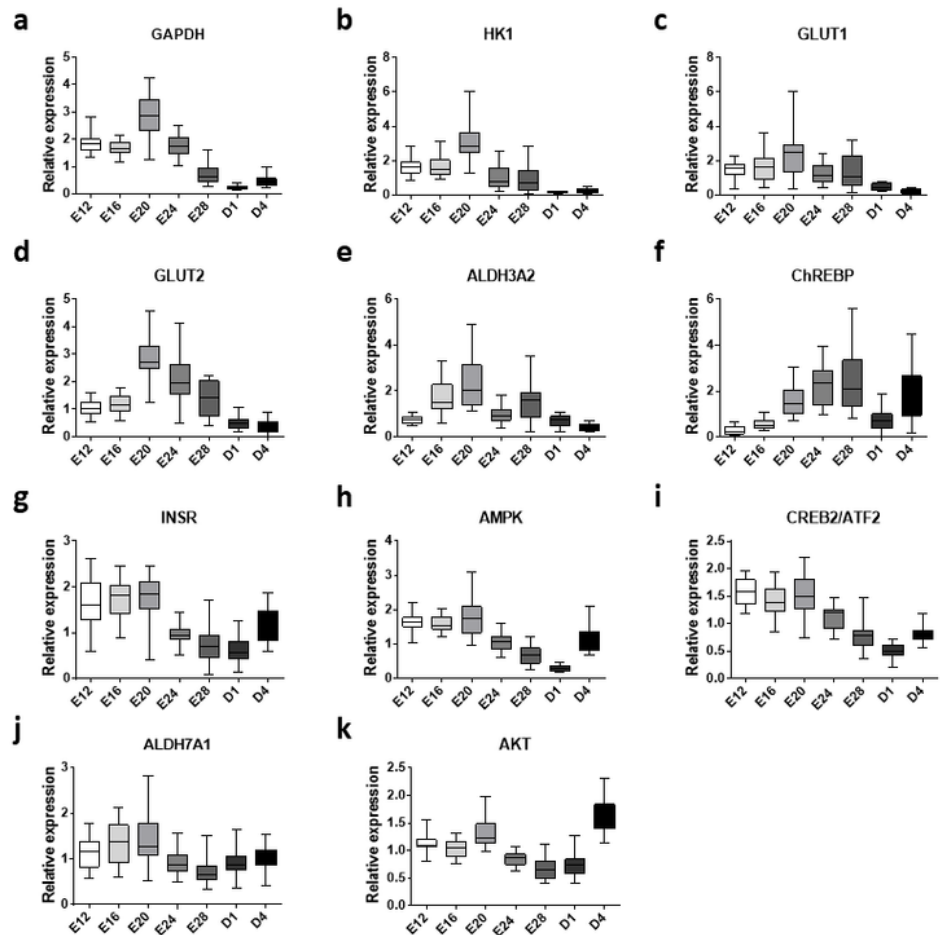 a
GAPDH
Relative expression
5
4
3
2
1
0
E12 E16 E20 E24 E28 D1 D4
b
HK1
Relative expression
8
6
4
2
0
E12 E16 E20 E24 E28 D1 D4
c
GLUT1
Relative expression
8
6
4
2
0
E12 E16 E20 E24 E28 D1 D4
d
GLUT2
Relative expression
5
4
3
2
1
0
E12 E16 E20 E24 E28 D1 D4
e
ALDH3A2
Relative expression
6
4
2
0
E12 E16 E20 E24 E28 D1 D4
f
ChREBP
Relative expression
6
4
2
0
E12 E16 E20 E24 E28 D1 D4
g
INSR
Relative expression
3
2
1
0
E12 E16 E20 E24 E28 D1 D4
h
AMPK
Relative expression
4
3
2
1
0
E12 E16 E20 E24 E28 D1 D4
i
CREB2/ATF2
Relative expression
2.5
2.0
1.5
1.0
0.5
0.0
E12 E16 E20 E24 E28 D1 D4
j
ALDH7A1
Relative expression
3
2
1
0
E12 E16 E20 E24 E28 D1 D4
k
AKT
Relative expression
2.5
2.0
1.5
1.0
0.5
0.0
E12 E16 E20 E24 E28 D1 D4